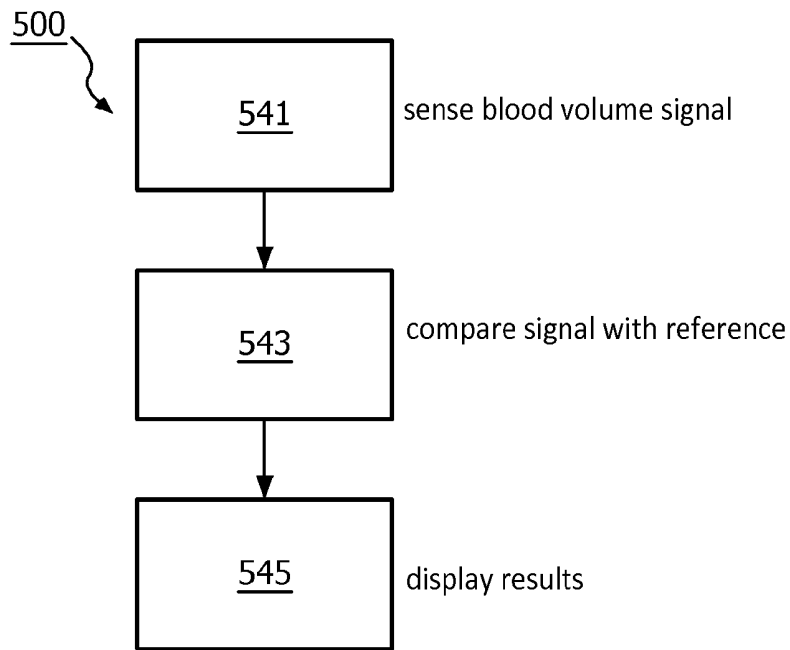 500
541
sense blood volume signal
543
compare signal with reference
545
display results